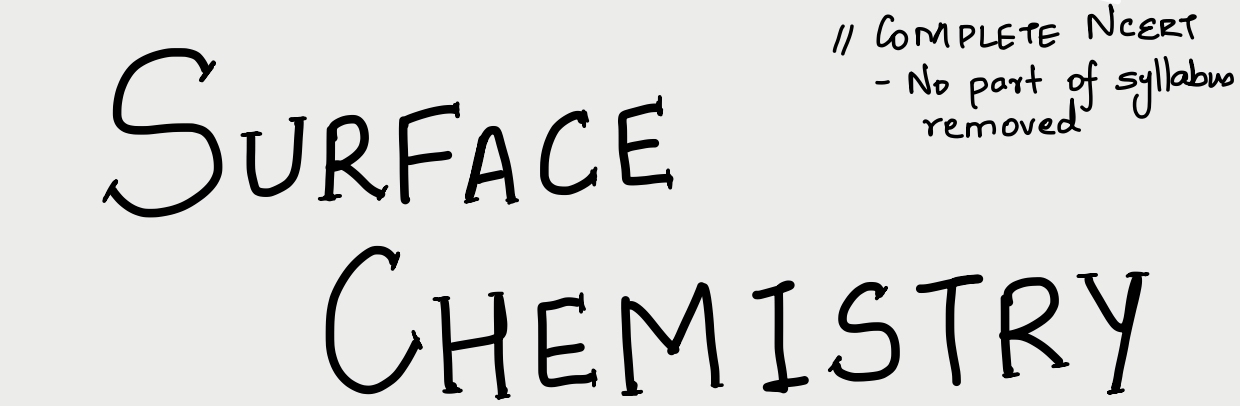 SURFACE
CHEMISTRY
// COMPLETE NCERT
- No part of syllabus
removed